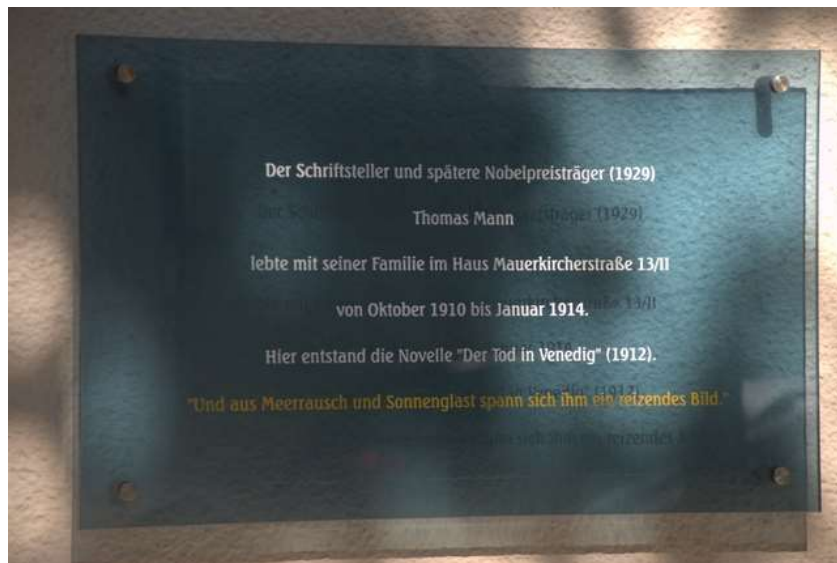 Der Schriftsteller und spätere Nobelpreisträger (1929)
Thomas Mann
lebte mit seiner Familie im Haus Mauerkircherstraße 13/II
von Oktober 1910 bis Januar 1914.
Hier entstand die Novelle "Der Tod in Venedig" (1912).
"Und aus Meerrausch und Sonnenglast spann sich ihm ein reizendes Bild."